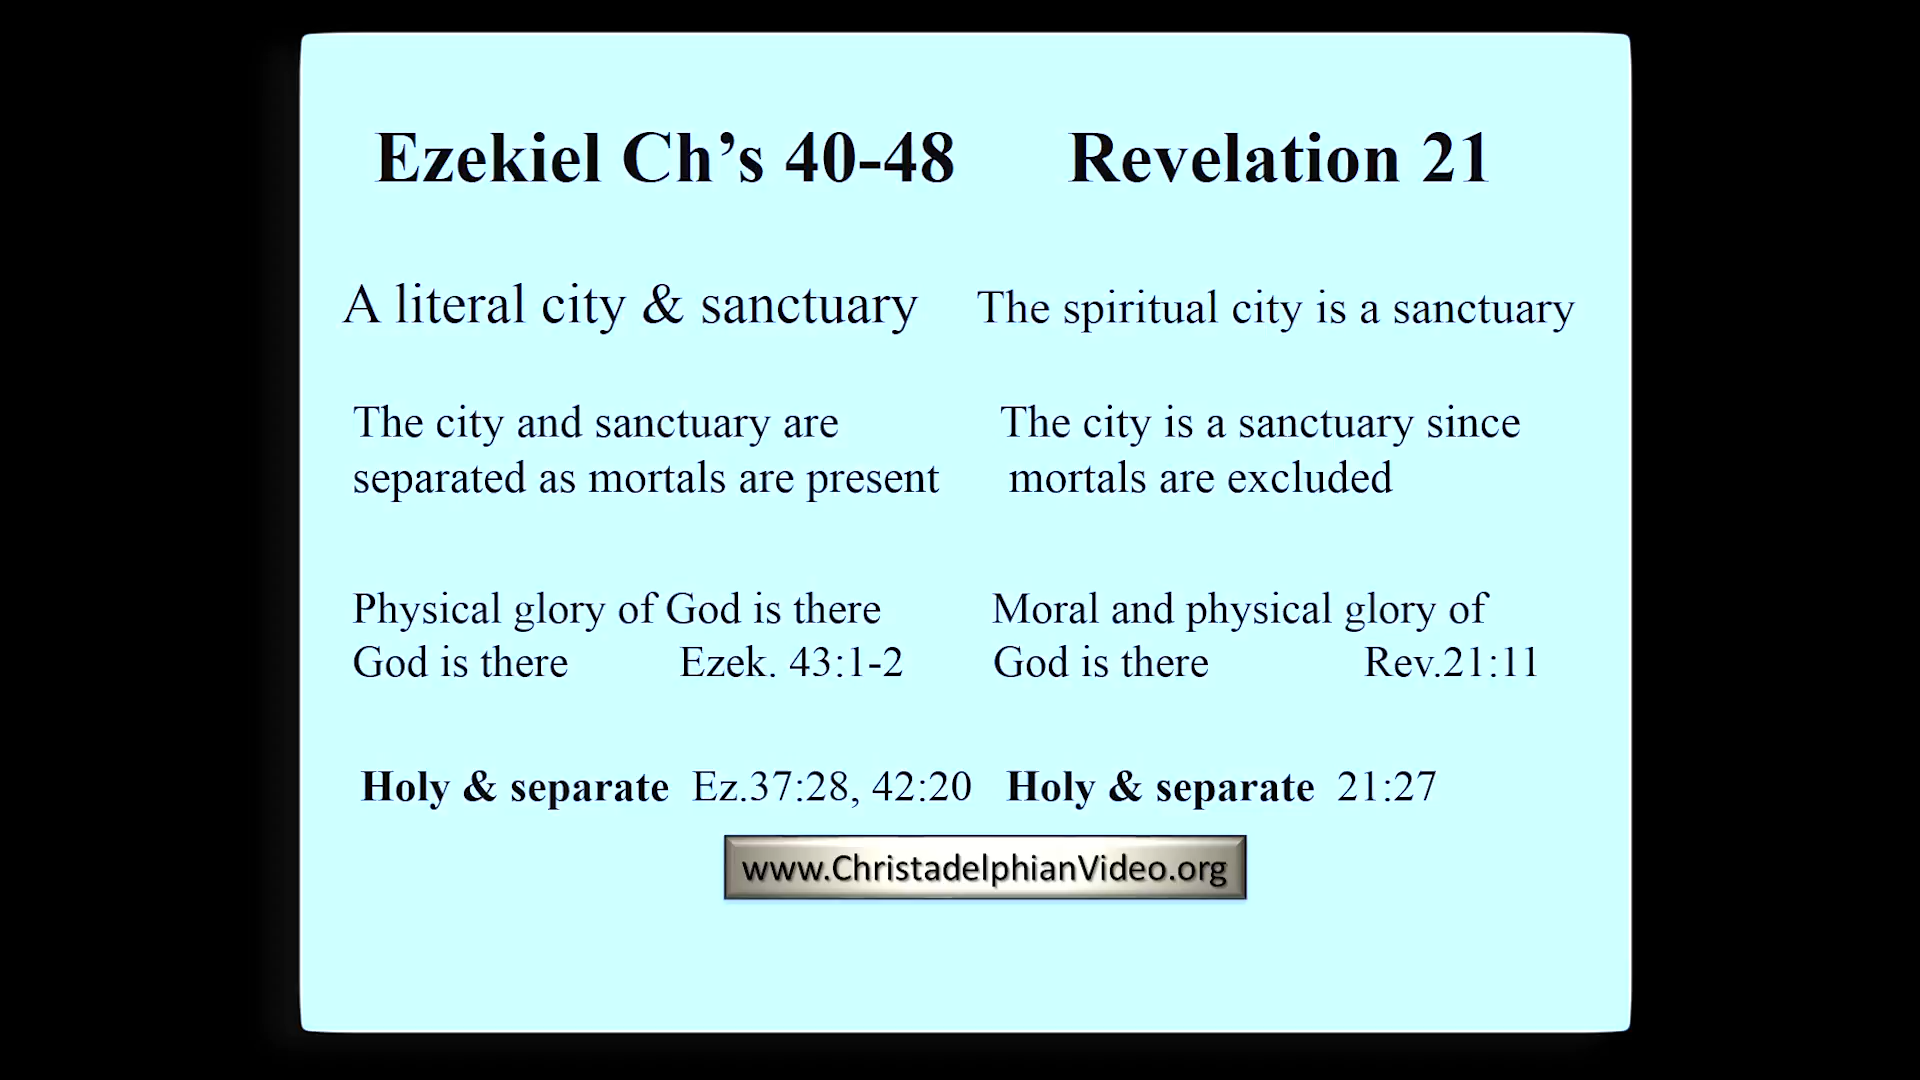 Ezekiel Ch’s 40-48 Revelation 21
A literal city & sanctuary The spiritual city is a sanctuary
The city and sanctuary are The city is a sanctuary since
separated as mortals are present mortals are excluded
Physical glory of God is there Moral and physical glory of
God is there Ezek. 43:1-2 God is there Rev.21:11
Holy & separate Ez.37:28, 42:20 Holy & separate 21:27
www.ChristadelphianVideo.org